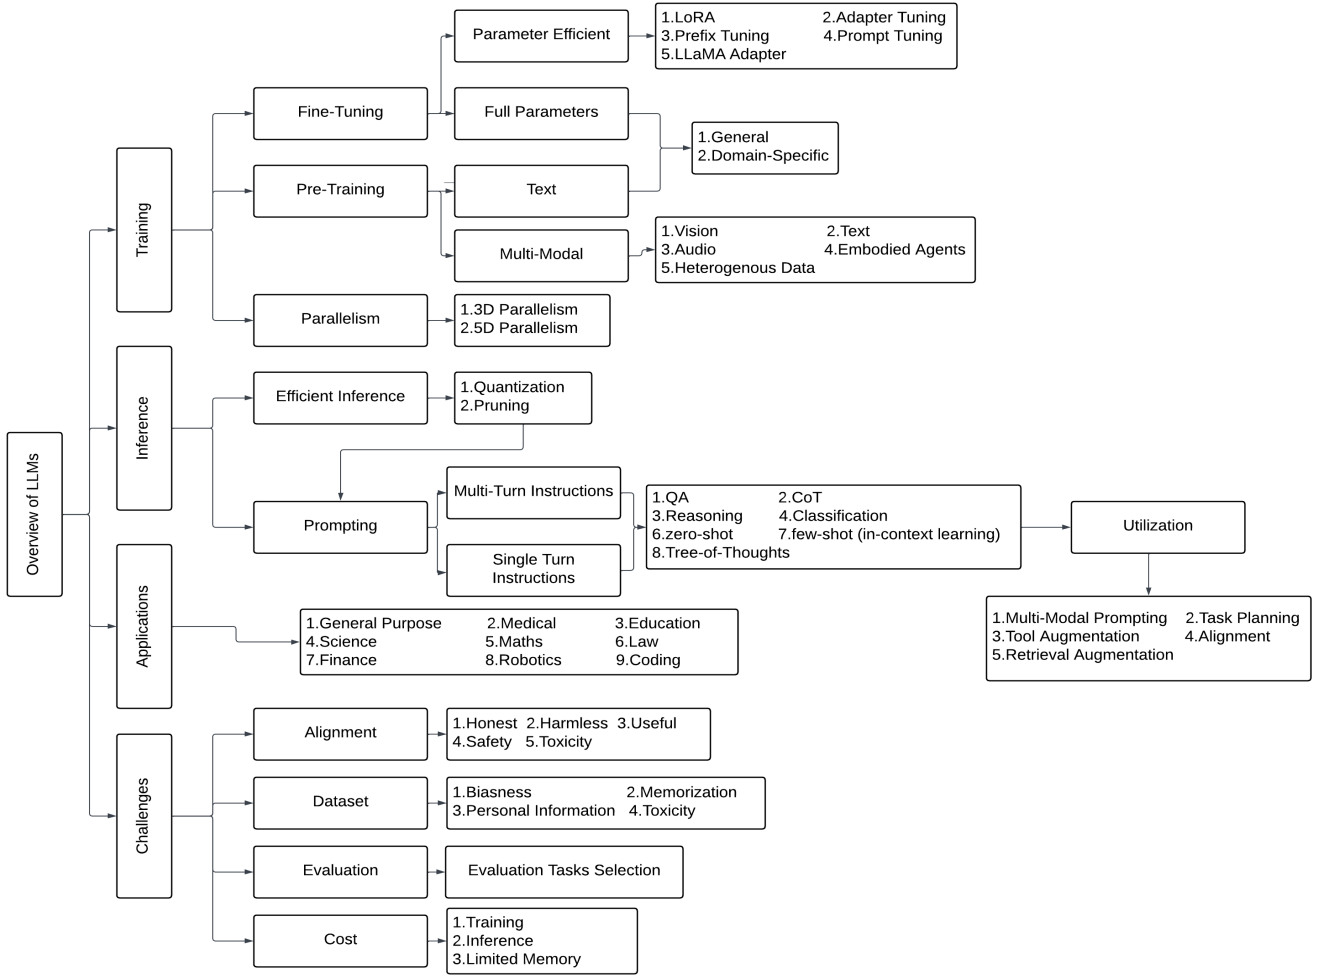 Overview of LLMs
Training
Fine-Tuning
Parameter Efficient
1.LoRA 2.Adapter Tuning
3.Prefix Tuning 4.Prompt Tuning
5.LLaMA Adapter
Full Parameters
1.General
2.Domain-Specific
Pre-Training
Text
Multi-Modal
1.Vision 2.Text
3.Audio 4.Embodied Agents
5.Heterogenous Data
Parallelism
1.3D Parallelism
2.5D Parallelism
Inference
Efficient Inference
1.Quantization
2.Pruning
Prompting
Multi-Turn Instructions
Single Turn
Instructions
1.QA 2.CoT
3.Reasoning 4.Classification
6.zero-shot 7.few-shot (in-context learning)
8.Tree-of-Thoughts
Utilization
1.Multi-Modal Prompting 2.Task Planning
3.Tool Augmentation 4.Alignment
5.Retrieval Augmentation
Applications
1.General Purpose 2.Medical 3.Education
4.Science 5.Maths 6.Law
7.Finance 8.Robotics 9.Coding
Challenges
Alignment
1.Honest 2.Harmless 3.Useful
4.Safety 5.Toxicity
Dataset
1.Biasness 2.Memorization
3.Personal Information 4.Toxicity
Evaluation
Evaluation Tasks Selection
Cost
1.Training
2.Inference
3.Limited Memory